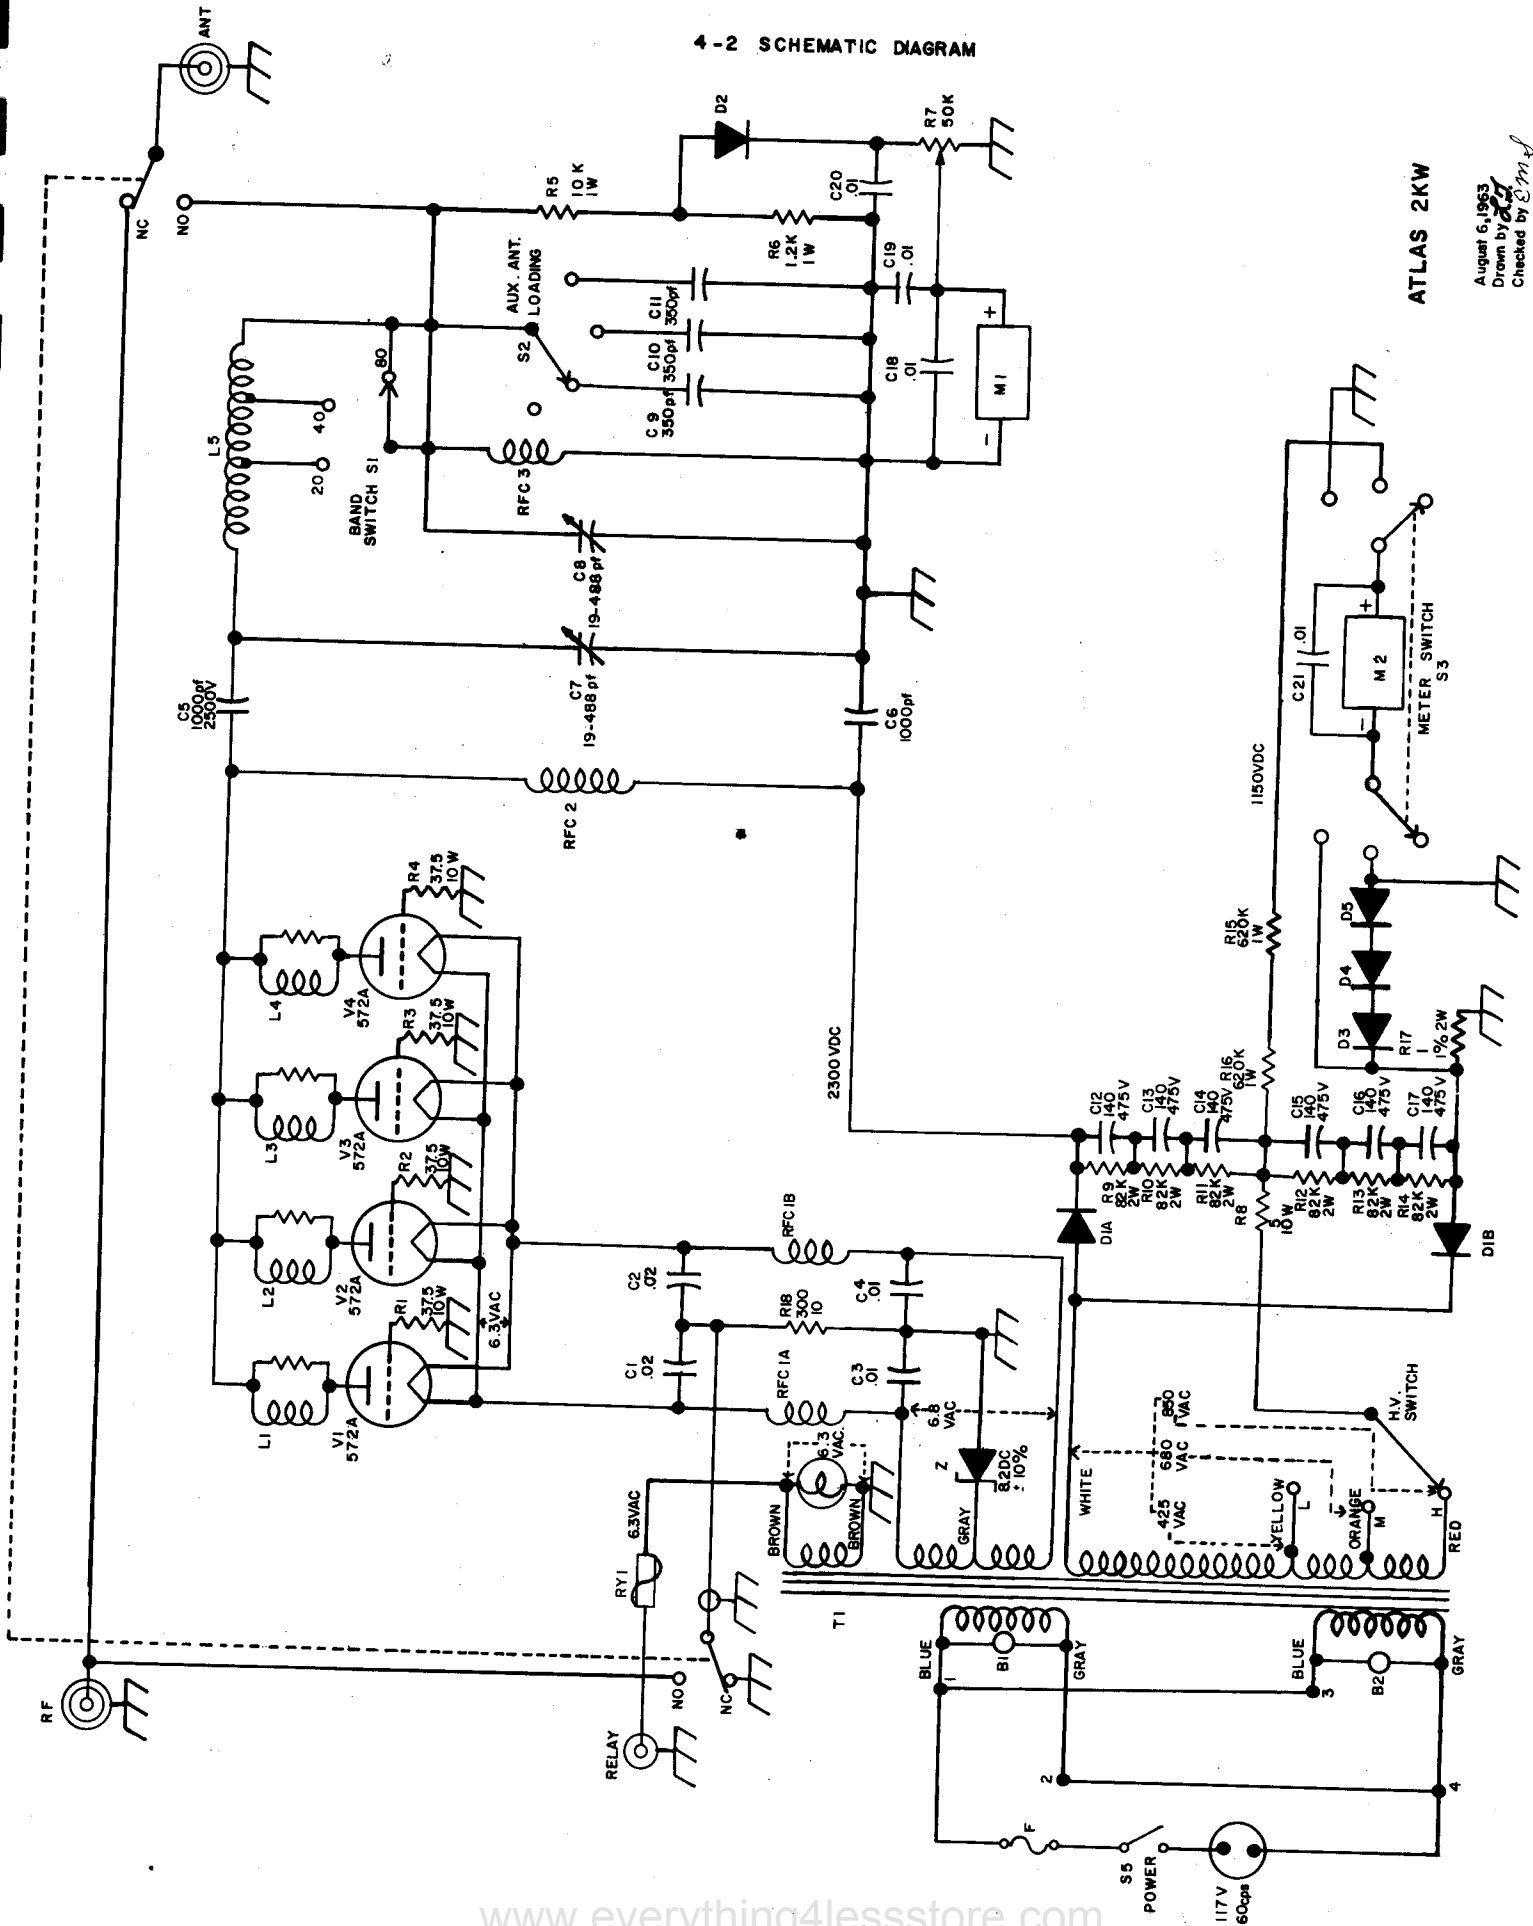 4-2 SCHEMATIC DIAGRAM
ANT
NC
NO
RF
L5
20
40
80
BAND
SWITCH S1
AUX. ANT.
LOADING
S2
RFC 3
R5
10K
1W
D2
R7
50K
R6
1.2K
1W
C20
.01
C19
.01
C18
.01
C11
350pf
C10
350pf
C9
350pf
M1
+
-
C8
19-488pf
C7
19-488pf
C5
1000pf
2500V
C6
1000pf
RFC 2
R4
37.5
10W
L4
V4
572A
R3
37.5
10W
L3
V3
572A
R2
37.5
10W
L2
V2
572A
R1
37.5
10W
L1
V1
572A
6.3VAC
2300VDC
1150VDC
C2
.02
C1
.02
RFC1B
RFC1A
R18
300
10
C4
.01
C3
.01
6.8
VAC
6.3
VAC.
Z
8.2DC
± 10%
BROWN
BROWN
GRAY
WHITE
6.3VAC
RY1
RELAY
NO
NC
T1
D1A
D1B
C12
140
475V
C13
140
475V
C14
140
475V
C15
140
475V
C16
140
475V
C17
140
475V
R9
82K
2W
R10
82K
2W
R11
82K
2W
R12
82K
2W
R13
82K
2W
R14
82K
2W
R8
5
10W
R15
620K
1W
R16
620K
1W
R17
1
1% 2W
D3
D4
D5
C21
.01
M2
+
-
METER SWITCH
S3
H.V.
SWITCH
425
VAC
680
VAC
850
VAC
YELLOW
L
ORANGE
M
H
RED
BLUE
1
B1
GRAY
2
BLUE
3
B2
GRAY
4
F
S5
POWER
117V
60cps
ATLAS 2KW
August 6, 1963
Drawn by
Checked by
www.everything4lessstore.com